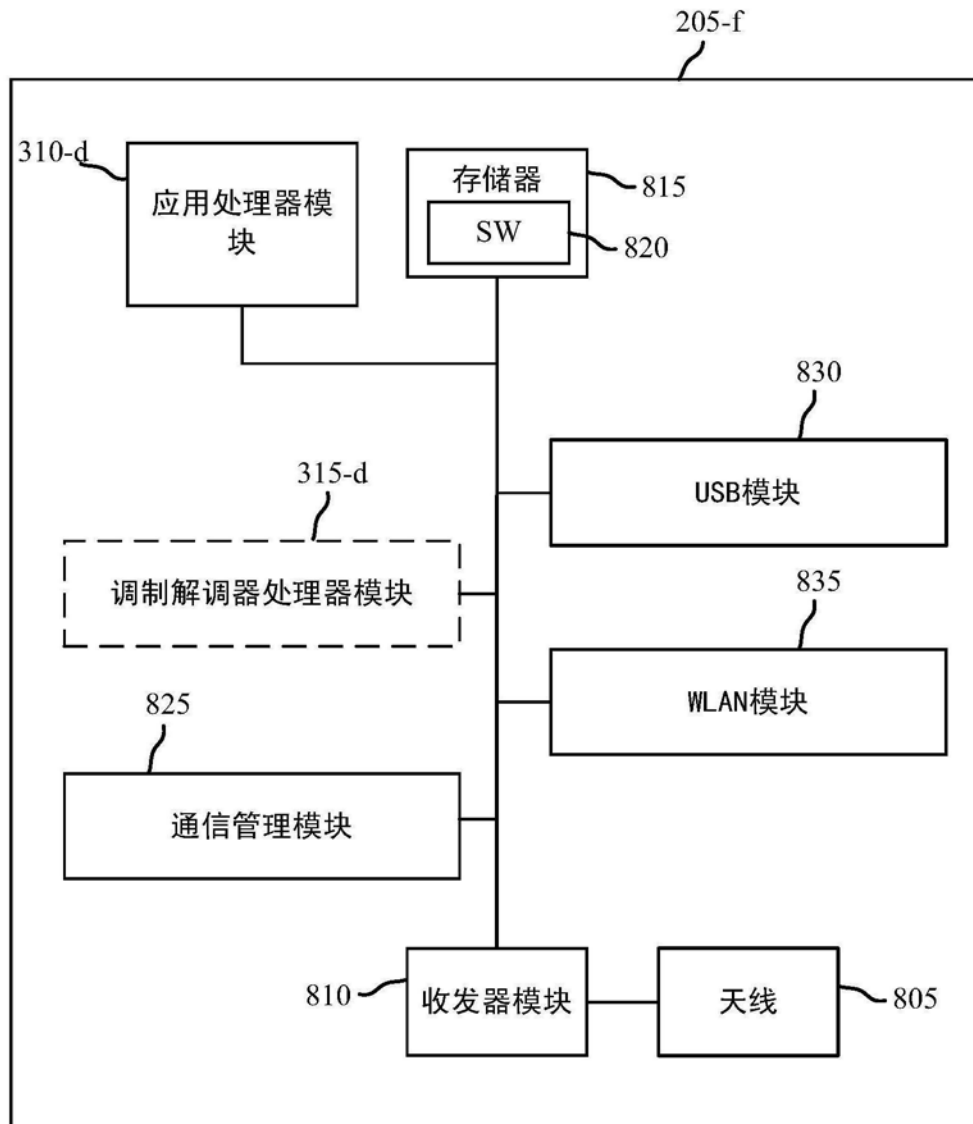 205-f
310-d
应用处理器模
块
存储器
815
SW
820
830
USB模块
315-d
调制解调器处理器模块
835
WLAN模块
825
通信管理模块
810
收发器模块
天线
805